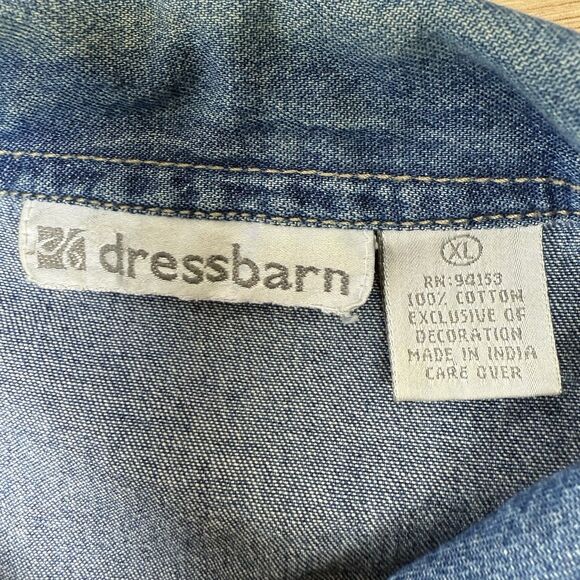 dressbarn
XL
RN:94153
100% COTTON
EXCLUSIVE OF
DECORATION
MADE IN INDIA
CARE OVER